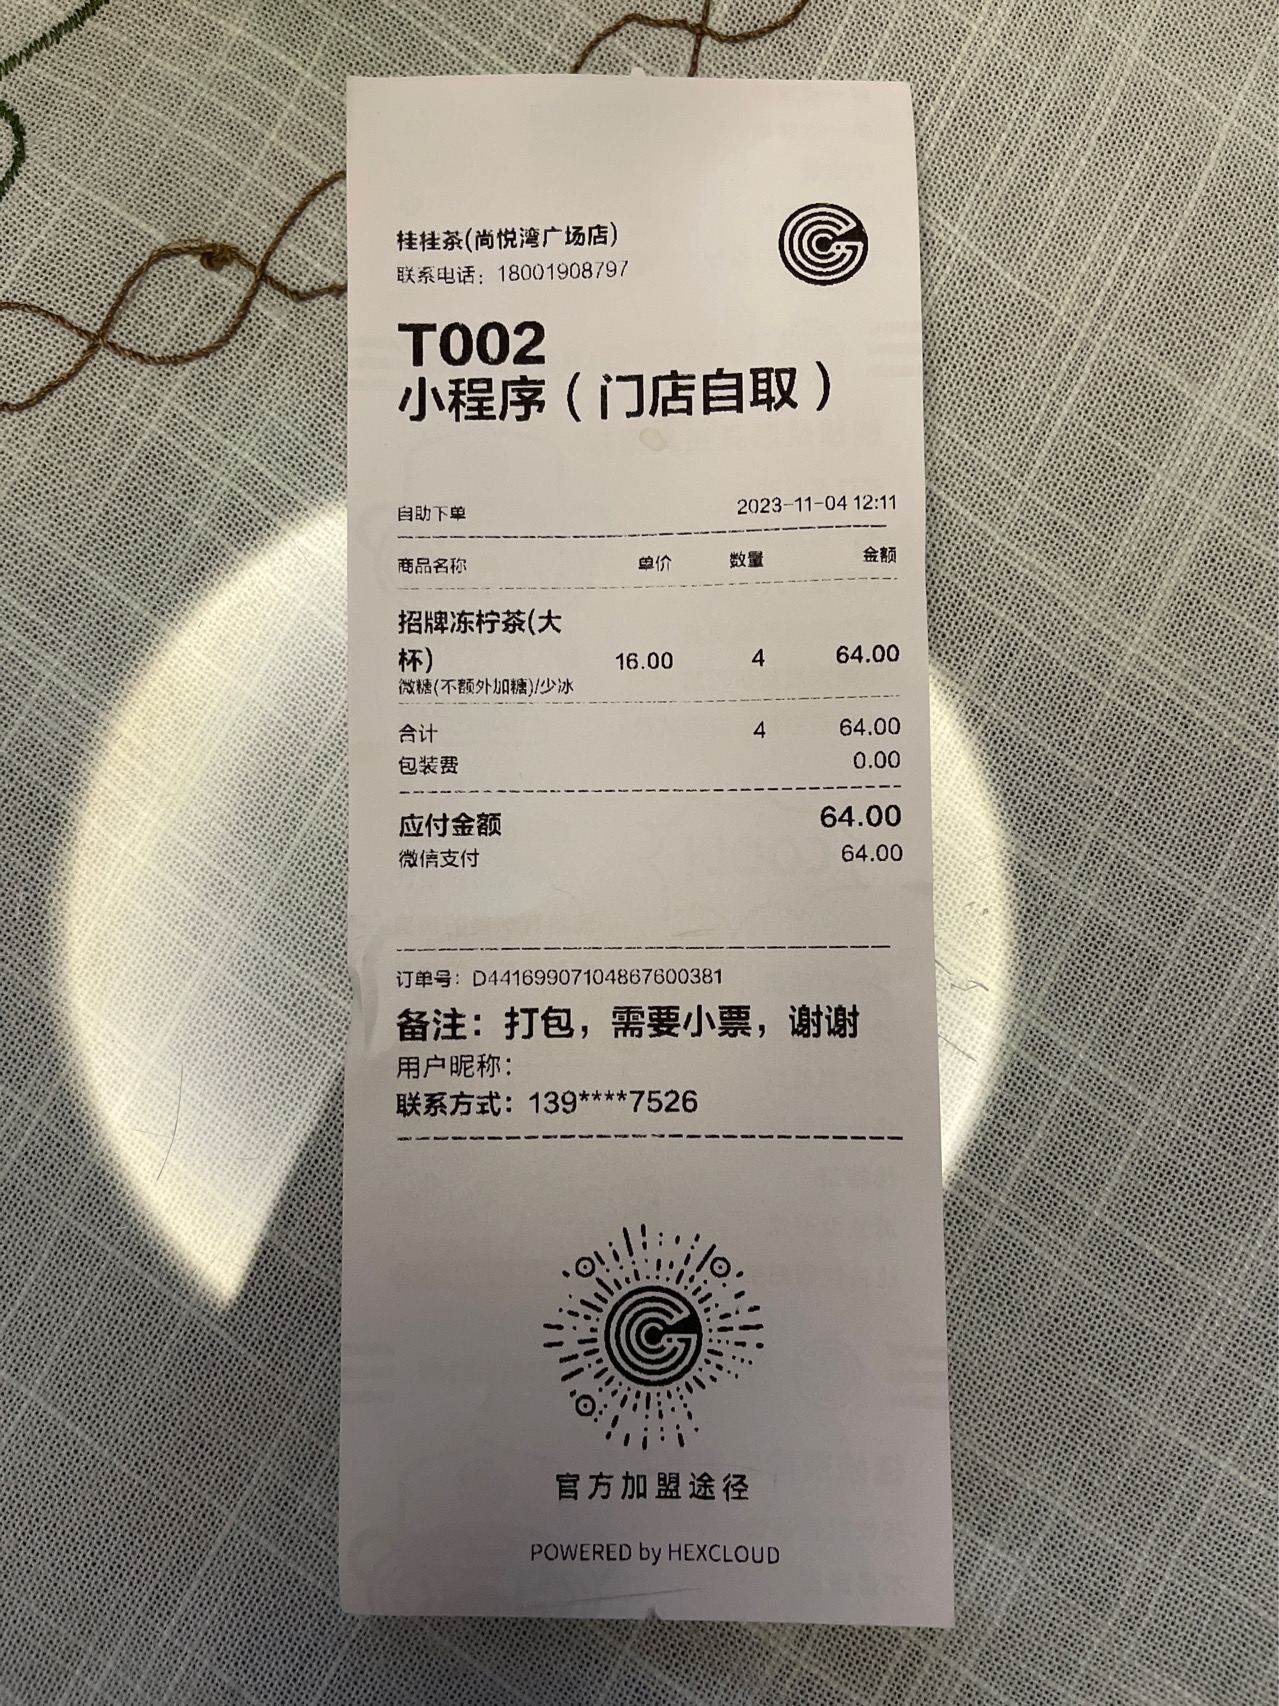 桂桂茶(尚悦湾广场店)
联系电话：18001908797
T002
小程序（门店自取）
自助下单 2023-11-04 12:11
商品名称 单价 数量 金额
招牌冻柠茶(大
杯) 16.00 4 64.00
微糖(不额外加糖)/少冰
合计 4 64.00
包装费 0.00
应付金额 64.00
微信支付 64.00
订单号：D44169907104867600381
备注：打包，需要小票，谢谢
用户昵称：
联系方式：139****7526
官方加盟途径
POWERED by HEXCLOUD